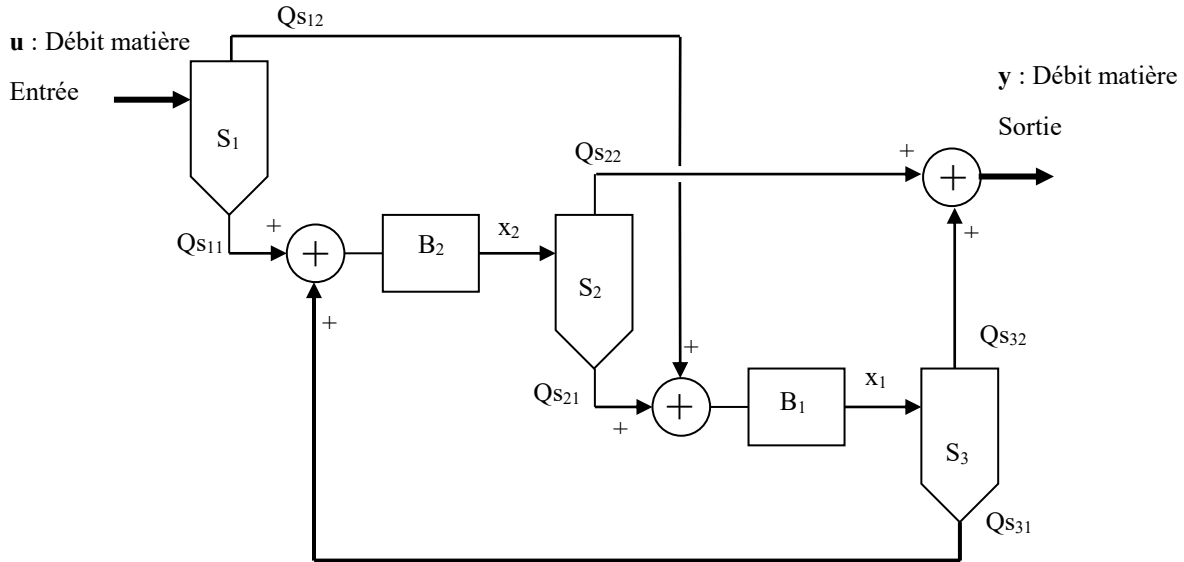 Qs12
u : Débit matière
Entrée
y : Débit matière
Sortie
S1
Qs22
+
+
Qs11
+
B2
x2
+
S2
+
+
+
Qs32
Qs21
+
+
B1
x1
S3
Qs31